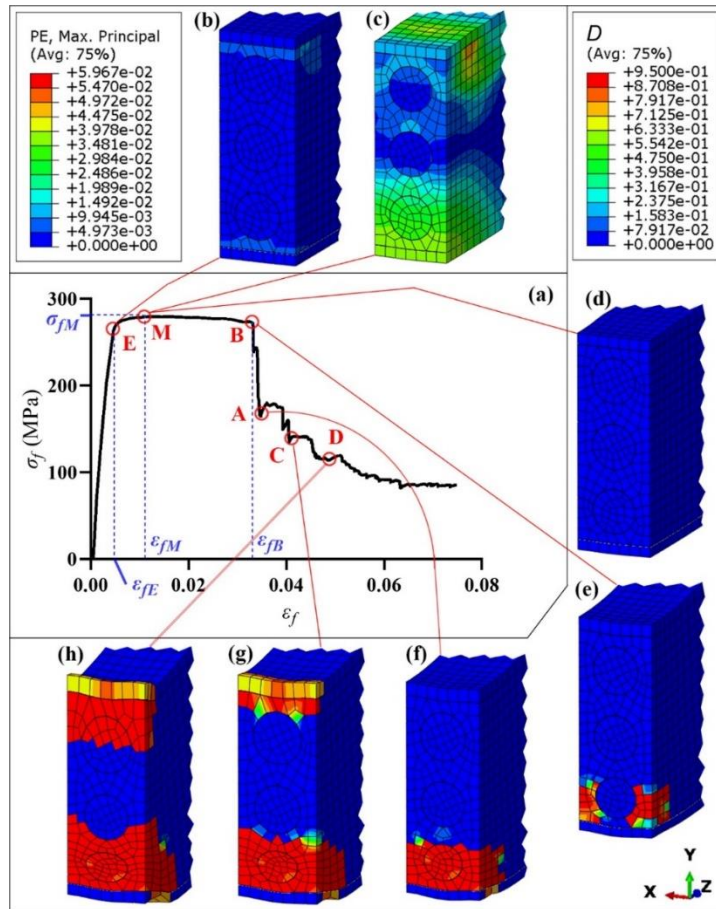 PE, Max. Principal
(Avg: 75%)
+5.967e-02
+5.470e-02
+4.972e-02
+4.475e-02
+3.978e-02
+3.481e-02
+2.984e-02
+2.486e-02
+1.989e-02
+1.492e-02
+9.945e-03
+4.973e-03
+0.000e+00
(b)
(c)
D
(Avg: 75%)
+9.500e-01
+8.708e-01
+7.917e-01
+7.125e-01
+6.333e-01
+5.542e-01
+4.750e-01
+3.958e-01
+3.167e-01
+2.375e-01
+1.583e-01
+7.917e-02
+0.000e+00
(a)
(d)
300
200
100
0
σf (MPa)
σfM
E
M
B
A
C
D
εfM
εfB
0.00
0.02
0.04
0.06
0.08
εfE
εf
(e)
(h)
(g)
(f)
Y
X
Z